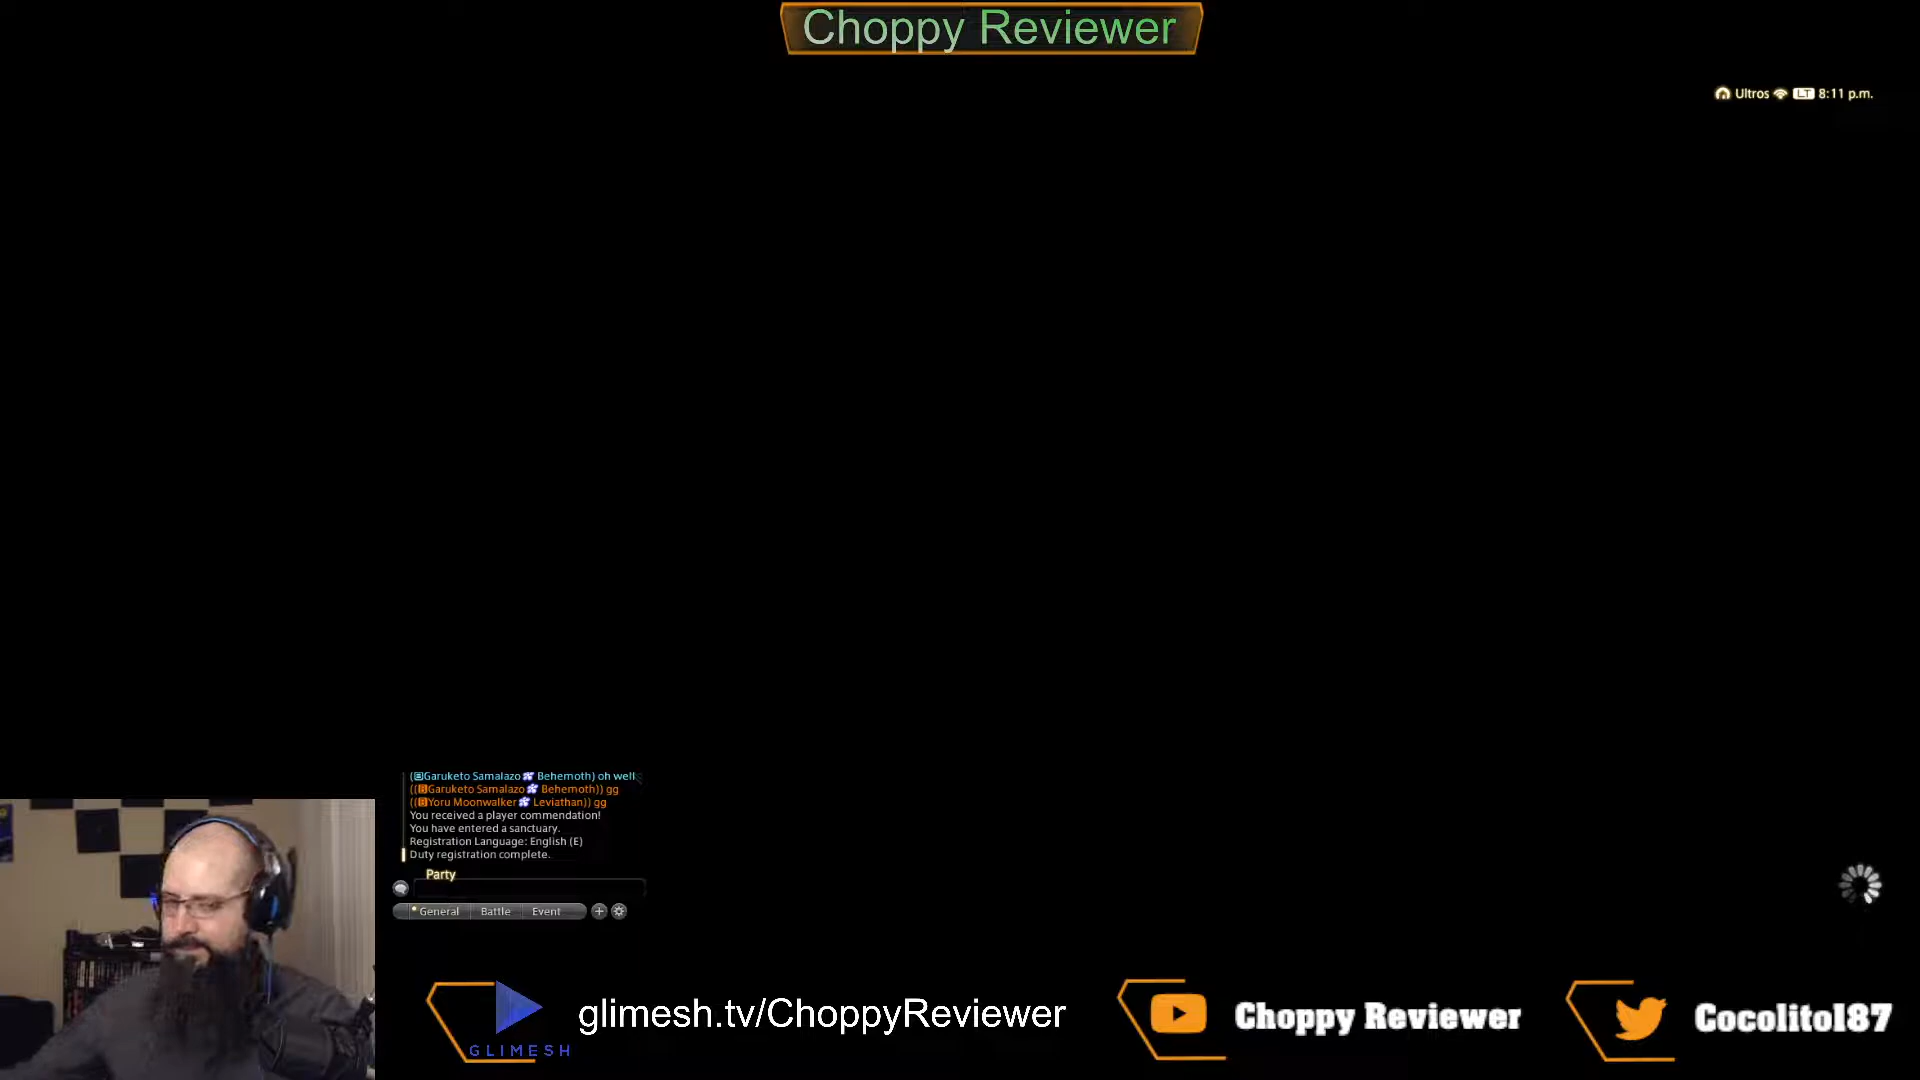 Choppy Reviewer
Ultros LT 8:11 p.m.
(Garuketo Samalazo Behemoth) oh well
((Garuketo Samalazo Behemoth)) gg
((Yoru Moonwalker Leviathan)) gg
You received a player commendation!
You have entered a sanctuary.
Registration Language: English (E)
Duty registration complete.
Party
General Battle Event
glimesh.tv/ChoppyReviewer
GLIMESH
Choppy Reviewer
Cocolito187